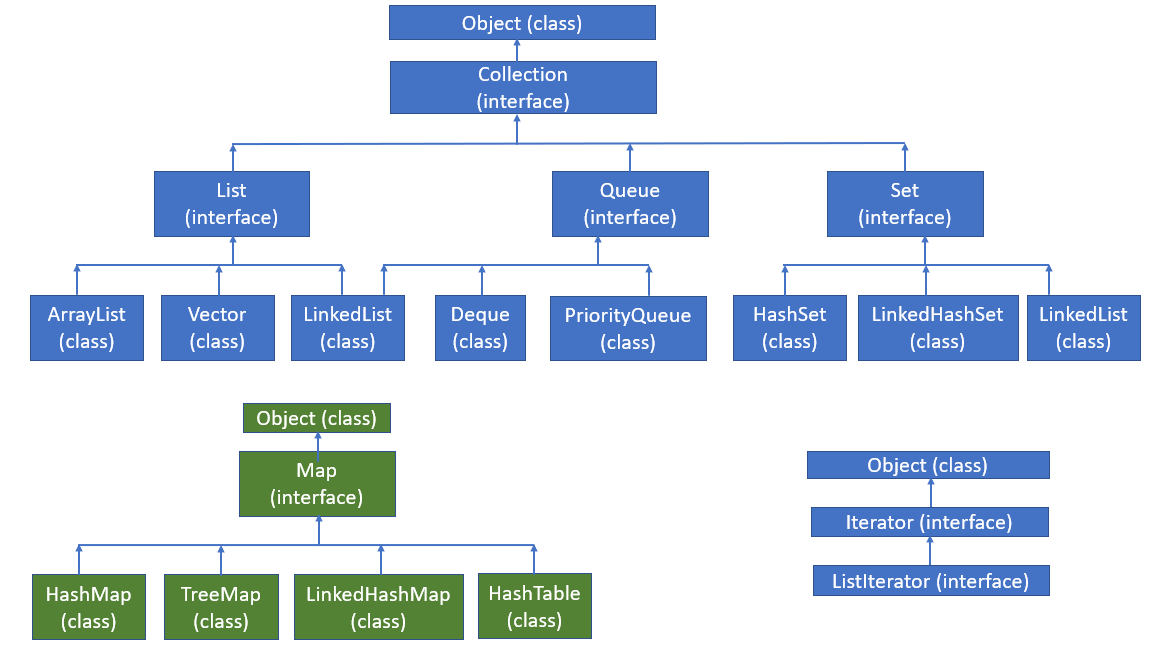 Object (class)
Collection
(interface)
List
(interface)
Queue
(interface)
Set
(interface)
ArrayList
(class)
Vector
(class)
LinkedList
(class)
Deque
(class)
PriorityQueue
(class)
HashSet
(class)
LinkedHashSet
(class)
LinkedList
(class)
Object (class)
Map
(interface)
HashMap
(class)
TreeMap
(class)
LinkedHashMap
(class)
HashTable
(class)
Object (class)
Iterator (interface)
ListIterator (interface)